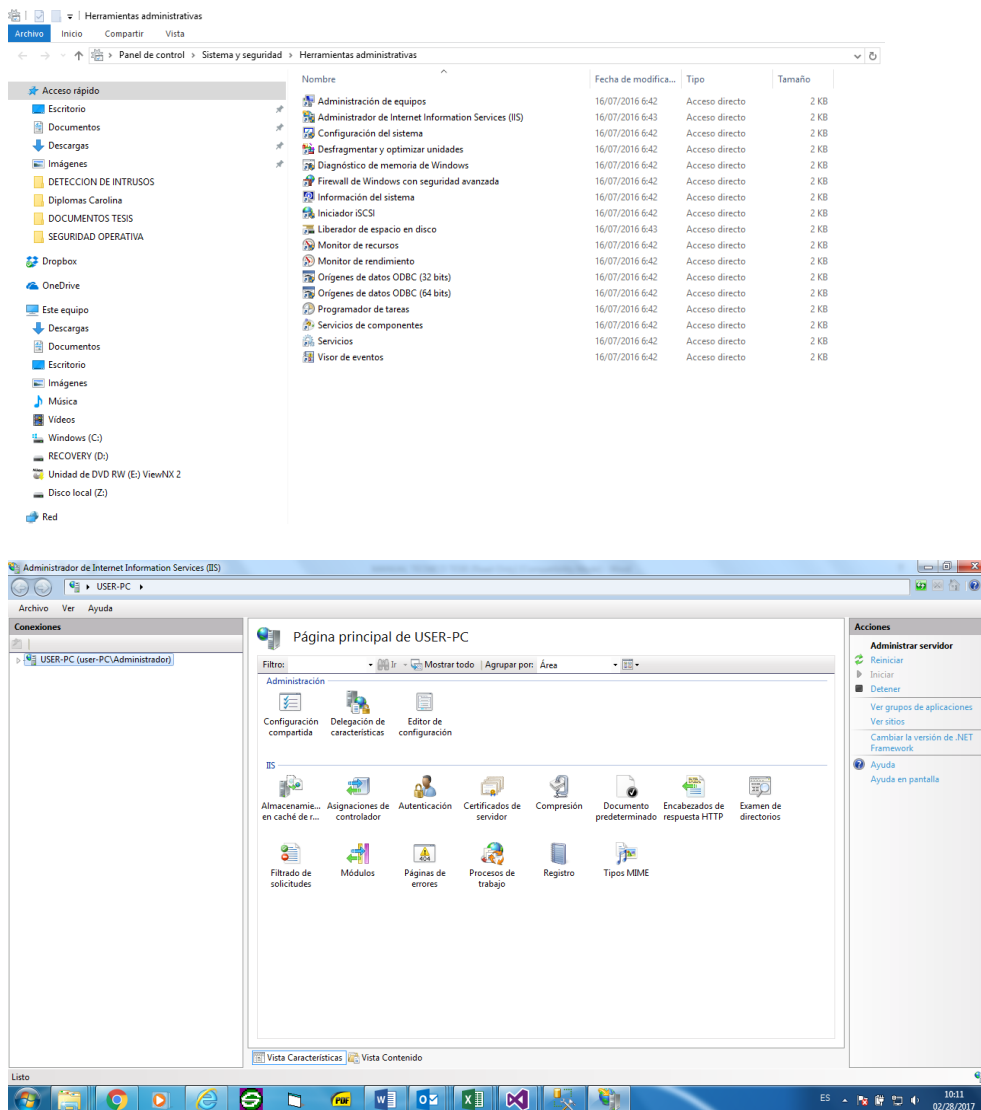 Herramientas administrativas
Archivo Inicio Compartir Vista
Panel de control › Sistema y seguridad › Herramientas administrativas
Nombre Fecha de modifica... Tipo Tamaño
Acceso rápido
Escritorio
Documentos
Descargas
Imágenes
DETECCION DE INTRUSOS
Diplomas Carolina
DOCUMENTOS TESIS
SEGURIDAD OPERATIVA
Dropbox
OneDrive
Este equipo
Descargas
Documentos
Escritorio
Imágenes
Música
Vídeos
Windows (C:)
RECOVERY (D:)
Unidad de DVD RW (E:) ViewNX 2
Disco local (Z:)
Red
Administración de equipos 16/07/2016 6:42 Acceso directo 2 KB
Administrador de Internet Information Services (IIS) 16/07/2016 6:43 Acceso directo 2 KB
Configuración del sistema 16/07/2016 6:42 Acceso directo 2 KB
Desfragmentar y optimizar unidades 16/07/2016 6:42 Acceso directo 2 KB
Diagnóstico de memoria de Windows 16/07/2016 6:42 Acceso directo 2 KB
Firewall de Windows con seguridad avanzada 16/07/2016 6:42 Acceso directo 2 KB
Información del sistema 16/07/2016 6:42 Acceso directo 2 KB
Iniciador iSCSI 16/07/2016 6:42 Acceso directo 2 KB
Liberador de espacio en disco 16/07/2016 6:43 Acceso directo 2 KB
Monitor de recursos 16/07/2016 6:42 Acceso directo 2 KB
Monitor de rendimiento 16/07/2016 6:42 Acceso directo 2 KB
Orígenes de datos ODBC (32 bits) 16/07/2016 6:42 Acceso directo 2 KB
Orígenes de datos ODBC (64 bits) 16/07/2016 6:42 Acceso directo 2 KB
Programador de tareas 16/07/2016 6:42 Acceso directo 2 KB
Servicios de componentes 16/07/2016 6:42 Acceso directo 2 KB
Servicios 16/07/2016 6:42 Acceso directo 2 KB
Visor de eventos 16/07/2016 6:42 Acceso directo 2 KB
Administrador de Internet Information Services (IIS)
USER-PC
Archivo Ver Ayuda
Conexiones
USER-PC (user-PC\Administrador)
Página principal de USER-PC
Filtro: Ir Mostrar todo Agrupar por: Área
Administración
Configuración compartida
Delegación de características
Editor de configuración
IIS
Almacenamie... en caché de r...
Asignaciones de controlador
Autenticación
Certificados de servidor
Compresión
Documento predeterminado
Encabezados de respuesta HTTP
Examen de directorios
Filtrado de solicitudes
Módulos
404
Páginas de errores
Procesos de trabajo
Registro
Tipos MIME
Vista Características Vista Contenido
Acciones
Administrar servidor
Reiniciar
Iniciar
Detener
Ver grupos de aplicaciones
Ver sitios
Cambiar la versión de .NET
Framework
Ayuda
Ayuda en pantalla
Listo
PDF
ES
10:11
02/28/2017